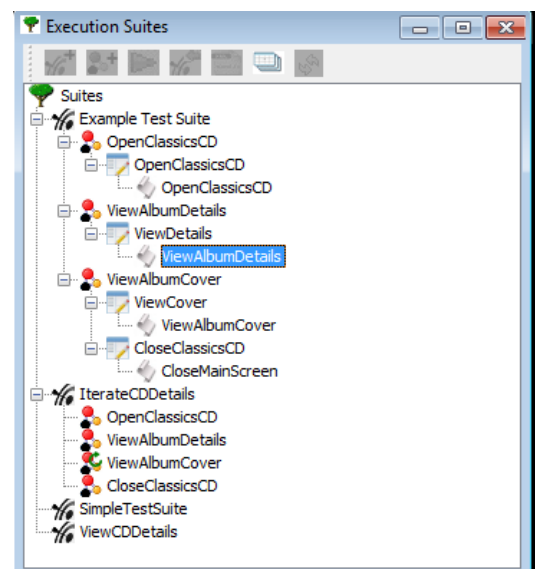 Execution Suites
Suites
Example Test Suite
OpenClassicsCD
OpenClassicsCD
OpenClassicsCD
ViewAlbumDetails
ViewDetails
ViewAlbumDetails
ViewAlbumCover
ViewCover
ViewAlbumCover
CloseClassicsCD
CloseMainScreen
IterateCDDetails
OpenClassicsCD
ViewAlbumDetails
ViewAlbumCover
CloseClassicsCD
SimpleTestSuite
ViewCDDetails